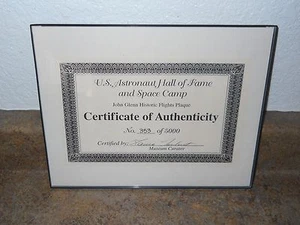 U.S. Astronaut Hall of Fame
and Space Camp
John Glenn Historic Flights Plaque
Certificate of Authenticity
No. 353 of 5000
Certified by:
Museum Curator